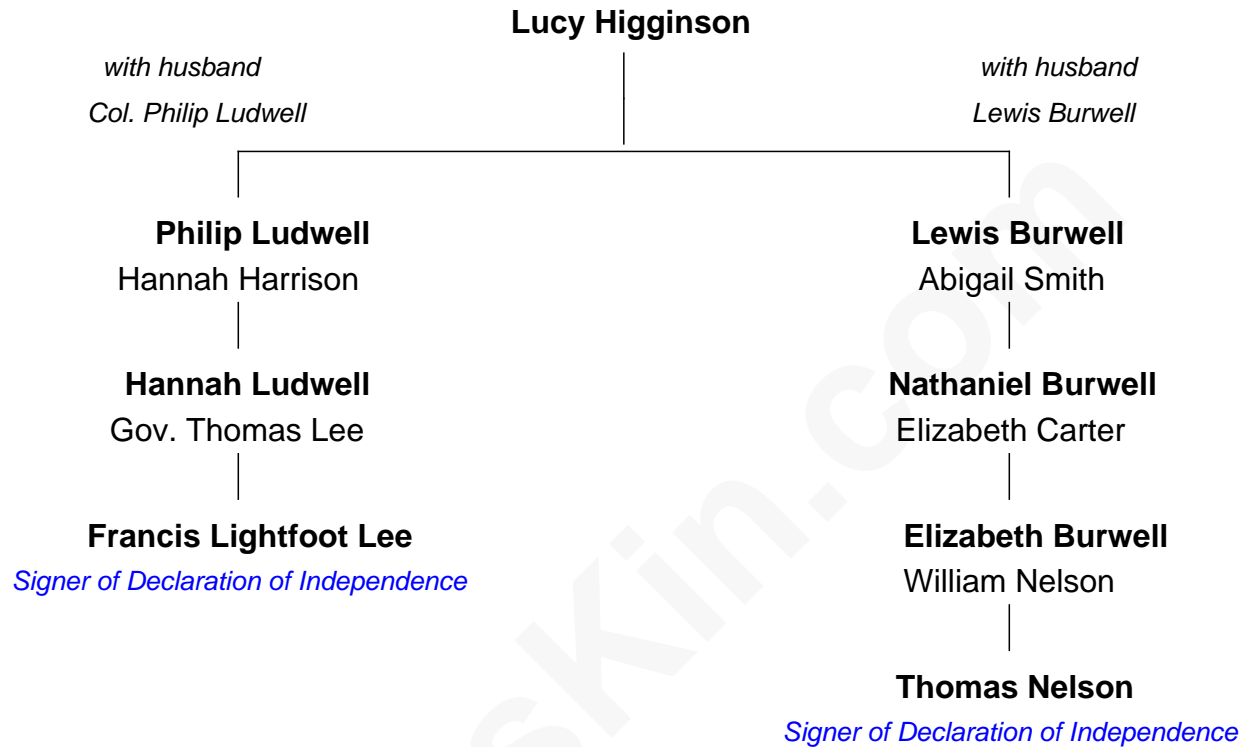 Lucy Higginson
with husband
Col. Philip Ludwell
with husband
Lewis Burwell
Philip Ludwell
Hannah Harrison
Hannah Ludwell
Gov. Thomas Lee
Francis Lightfoot Lee
Signer of Declaration of Independence
Lewis Burwell
Abigail Smith
Nathaniel Burwell
Elizabeth Carter
Elizabeth Burwell
William Nelson
Thomas Nelson
Signer of Declaration of Independence
sKin.com